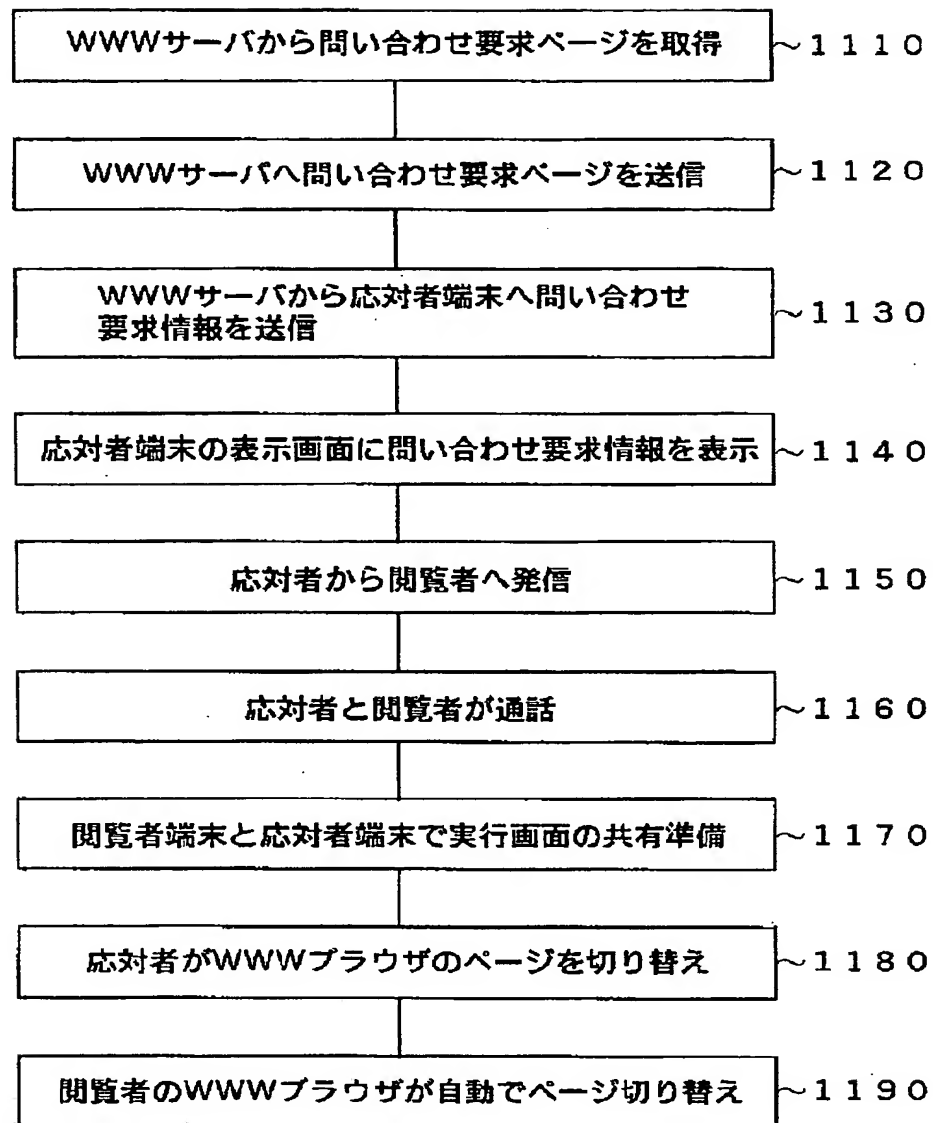 WWWサーバから問い合わせ要求ページを取得 ～1110
WWWサーバへ問い合わせ要求ページを送信 ～1120
WWWサーバから応対者端末へ問い合わせ
要求情報を送信 ～1130
応対者端末の表示画面に問い合わせ要求情報を表示 ～1140
応対者から閲覧者へ発信 ～1150
応対者と閲覧者が通話 ～1160
閲覧者端末と応対者端末で実行画面の共有準備 ～1170
応対者がWWWブラウザのページを切り替え ～1180
閲覧者のWWWブラウザが自動でページ切り替え ～1190